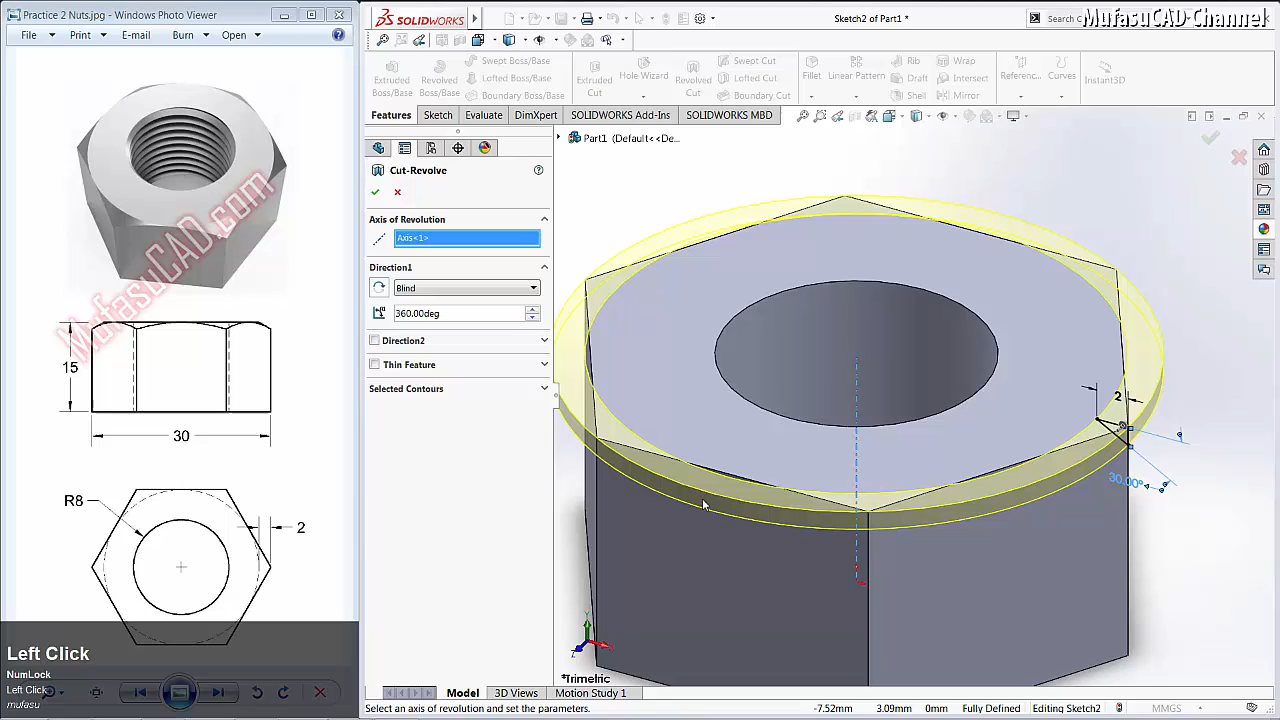 Practice 2 Nuts.jpg - Windows Photo Viewer
File Print E-mail Burn Open
MufasuCAD.com
15
30
R8
2
Left Click
NumLock
Left Click
mufasu
SOLIDWORKS
Sketch2 of Part1 *
MufasuCAD Channel
Extruded Boss/Base
Revolved Boss/Base
Swept Boss/Base
Lofted Boss/Base
Boundary Boss/Base
Extruded Cut
Hole Wizard
Revolved Cut
Swept Cut
Lofted Cut
Boundary Cut
Fillet
Linear Pattern
Rib
Draft
Shell
Wrap
Intersect
Mirror
Referenc...
Curves
Instant3D
Features Sketch Evaluate DimXpert SOLIDWORKS Add-Ins SOLIDWORKS MBD
Part1 (Default<<De...
Cut-Revolve
Axis of Revolution
Axis<1>
Direction1
Blind
360.00deg
Direction2
Thin Feature
Selected Contours
2
30.00°
Y
*Trimetric
Model 3D Views Motion Study 1
Select an axis of revolution and set the parameters.
-7.52mm 3.09mm 0mm Fully Defined Editing Sketch2 MMGS